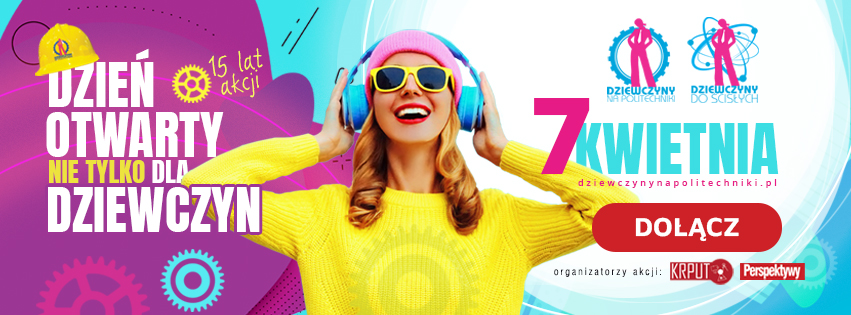 DZIEŃ
OTWARTY
NIE TYLKO DLA
DZIEWCZYN
15 lat
akcji
DZIEWCZYNY
NA POLITECHNIKI
DZIEWCZYNY
DO ŚCISŁYCH
7 KWIETNIA
dziewczynynapolitechniki.pl
DOŁĄCZ
organizatorzy akcji: KRPUT Perspektywy